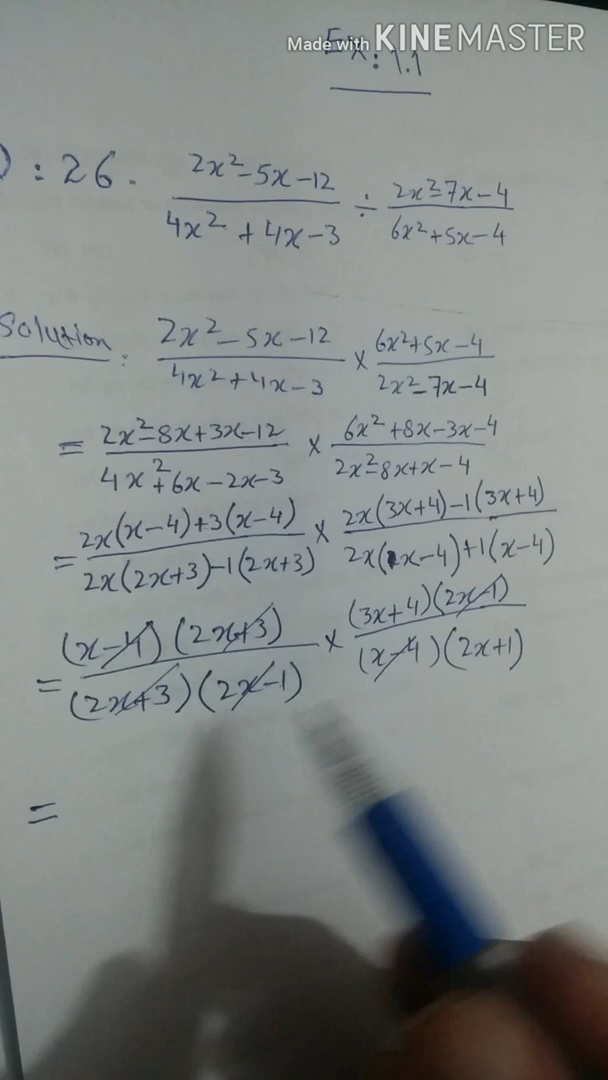 Made with KINEMASTER
Ex: 1.1
: 26. (2x²-5x-12)/(4x²+4x-3) ÷ (2x²-7x-4)/(6x²+5x-4)
Solution: (2x²-5x-12)/(4x²+4x-3) × (6x²+5x-4)/(2x²-7x-4)
= (2x²-8x+3x-12)/(4x²+6x-2x-3) × (6x²+8x-3x-4)/(2x²-8x+x-4)
= (2x(x-4)+3(x-4))/(2x(2x+3)-1(2x+3)) × (2x(3x+4)-1(3x+4))/(2x(x-4)+1(x-4))
= ((x-4)(2x+3))/((2x+3)(2x-1)) × ((3x+4)(2x-1))/((x-4)(2x+1))
=